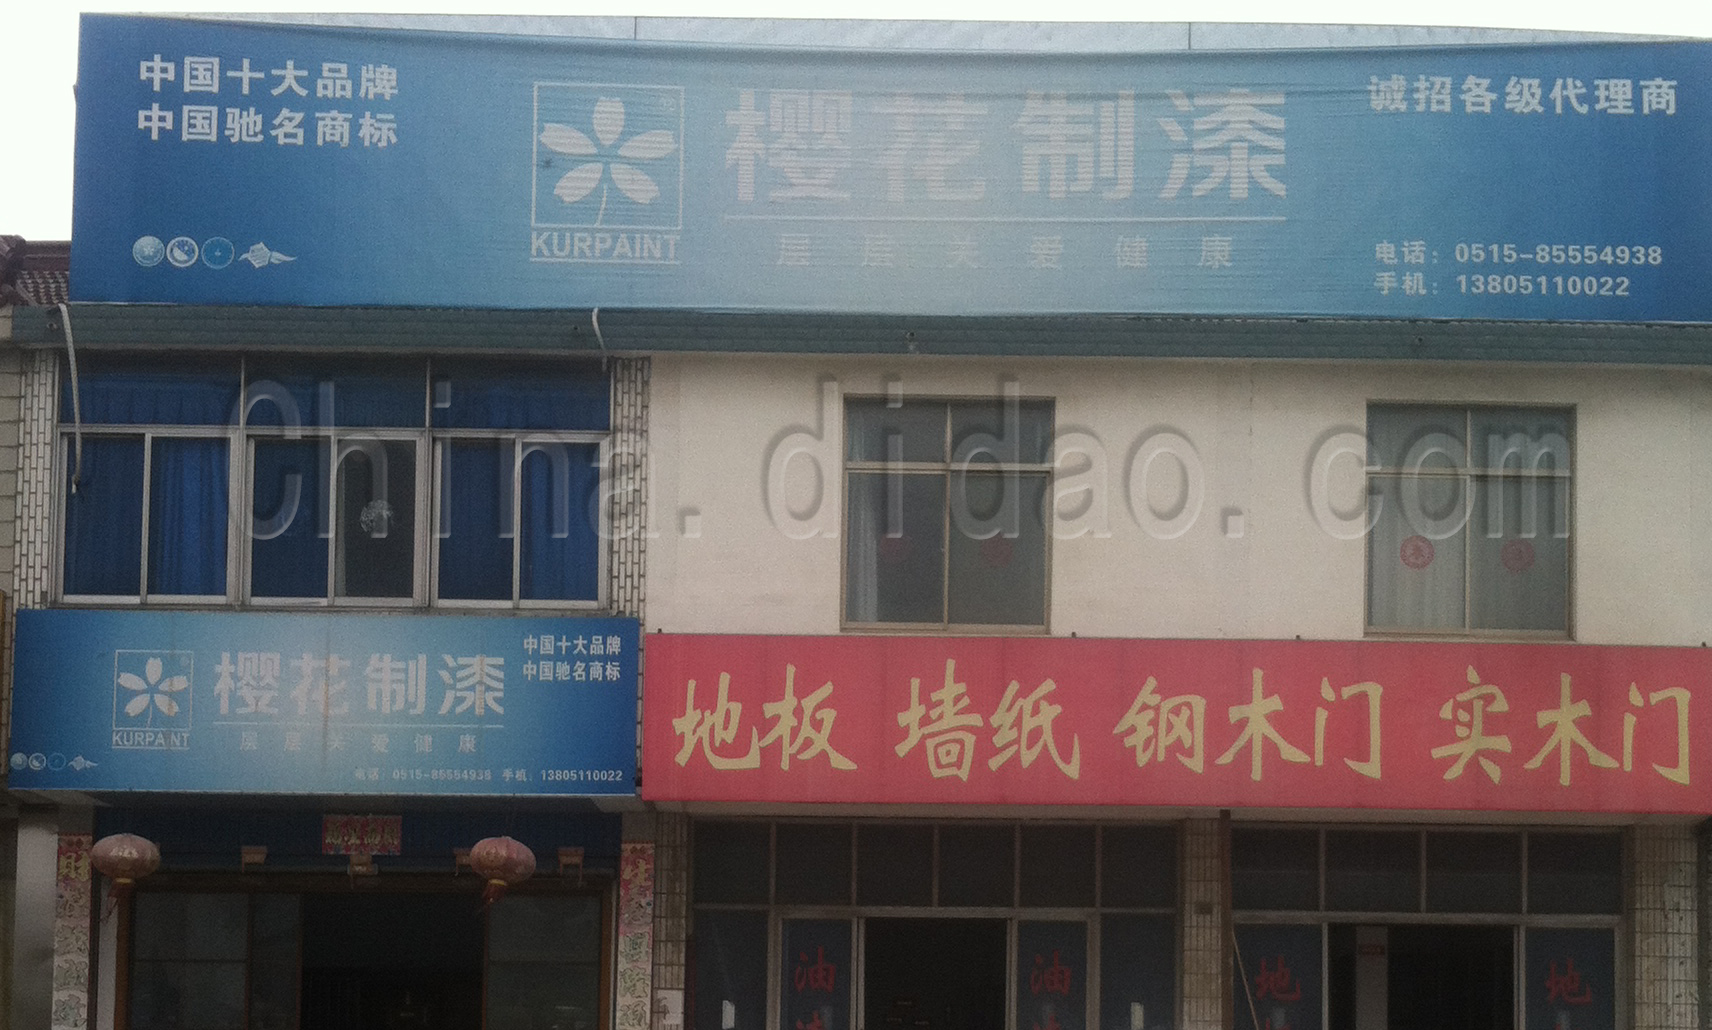 中国十大品牌
中国驰名商标
KURPAINT
樱花制漆
层层关爱健康
诚招各级代理商
电话：0515-85554938
手机：13805110022
China.didao.com
KURPAINT
樱花制漆
层层关爱健康
中国十大品牌
中国驰名商标
电话：0515-85554938 手机：13805110022
地板 墙纸 钢木门 实木门
财
生
油
油
地
地